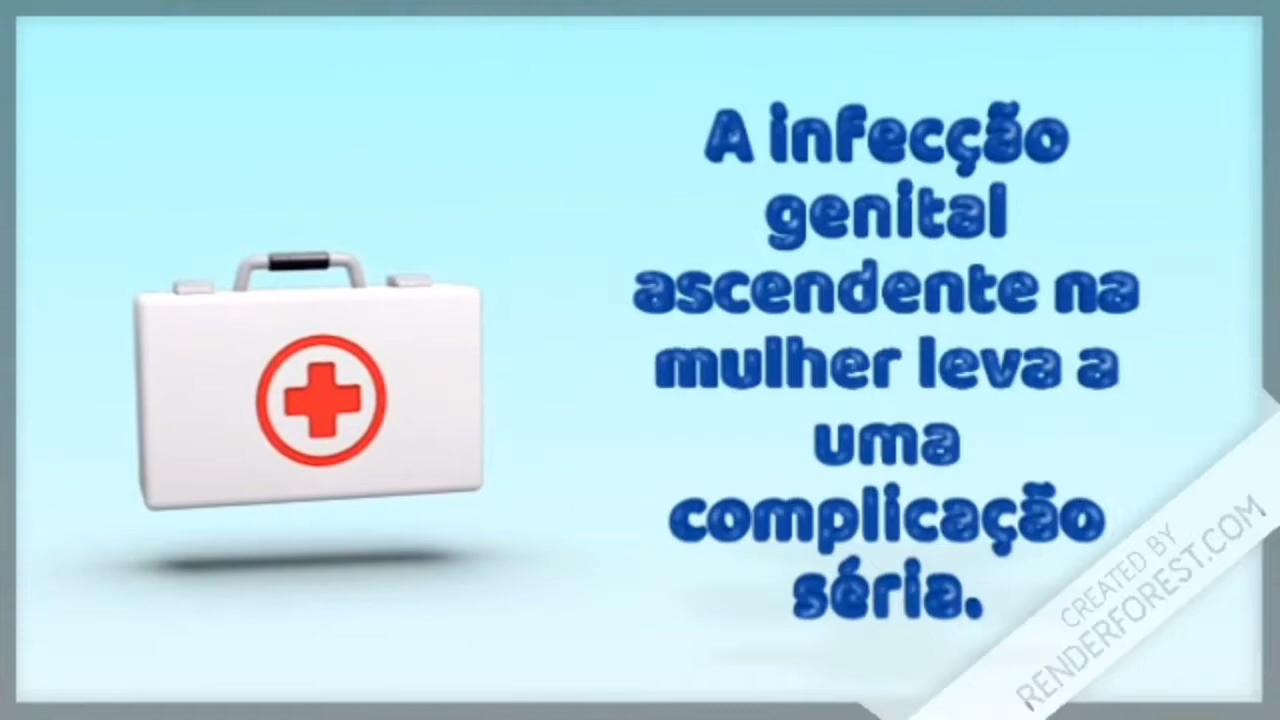 A infecção
genital
ascendente na
mulher leva a
uma
complicação
séria.
CREATED BY
RENDERFOREST.COM